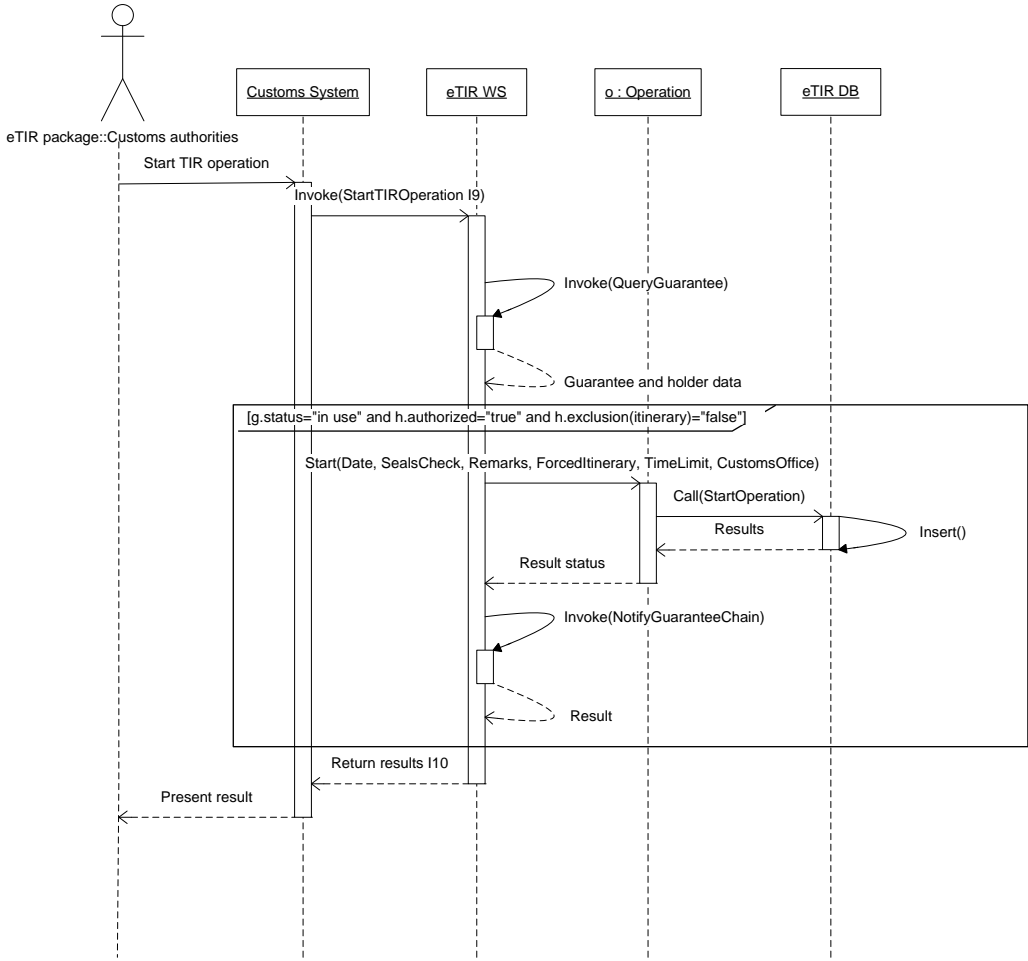 Customs System
eTIR WS
o : Operation
eTIR DB
eTIR package::Customs authorities
Start TIR operation
Invoke(StartTIROperation I9)
Invoke(QueryGuarantee)
Guarantee and holder data
[g.status="in use" and h.authorized="true" and h.exclusion(itinerary)="false"]
Start(Date, SealsCheck, Remarks, ForcedItinerary, TimeLimit, CustomsOffice)
Call(StartOperation)
Results
Insert()
Result status
Invoke(NotifyGuaranteeChain)
Result
Return results I10
Present result